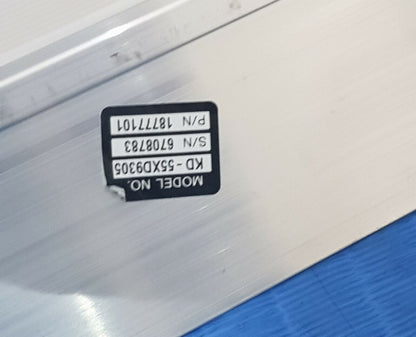 MODEL NO.
KD-55XD9305
S/N 6708783
P/N 18777101